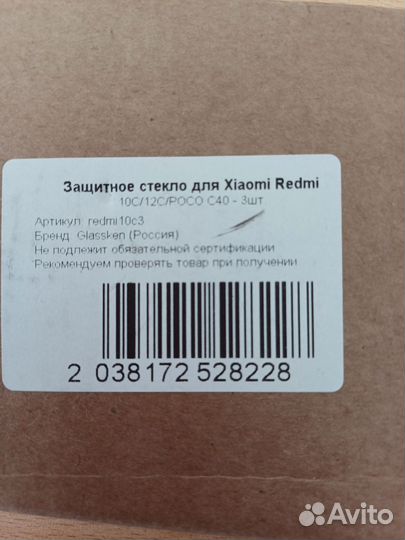 Защитное стекло для Xiaomi Redmi
10C/12C/POCO C40 - 3шт
Артикул: redmi10c3
Бренд: Glassken (Россия)
Не подлежит обязательной сертификации
Рекомендуем проверять товар при получении
2 038172 528228
Avito